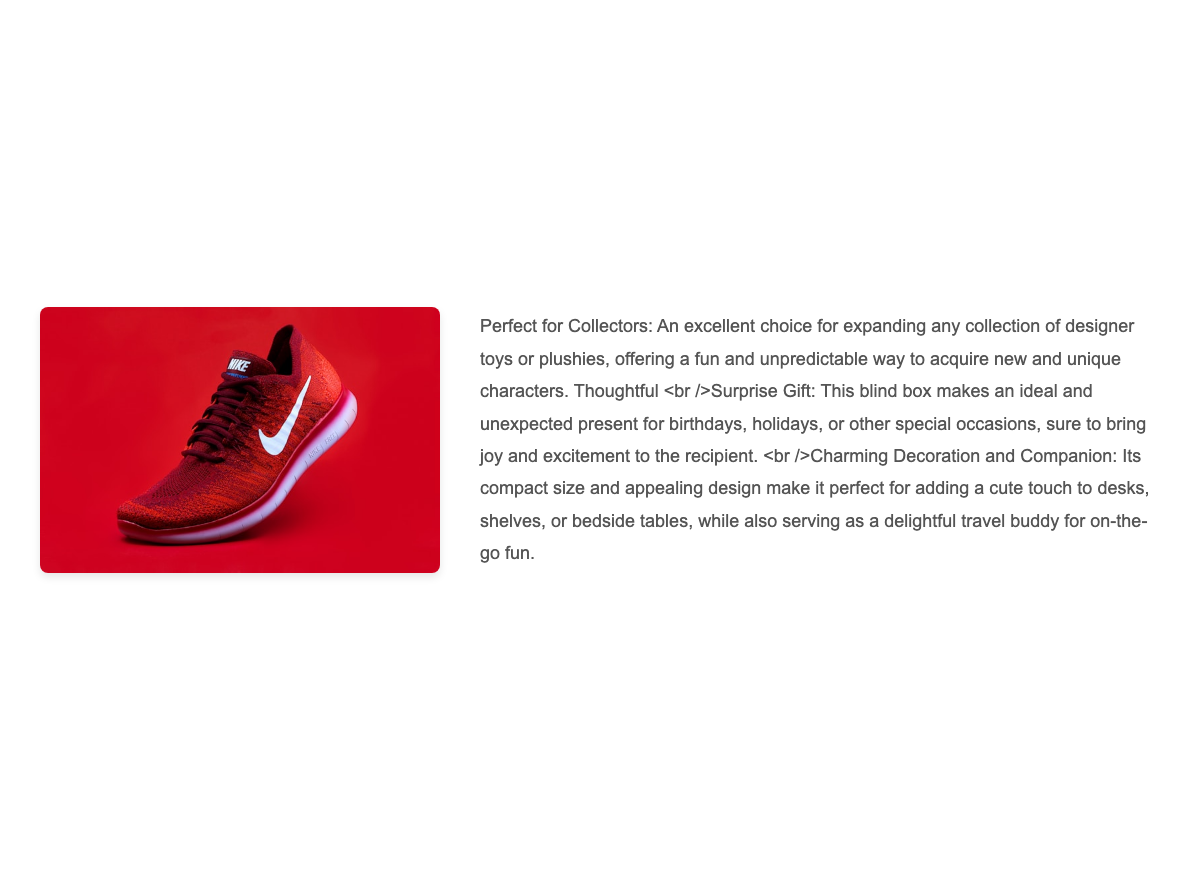 NIKE
Perfect for Collectors: An excellent choice for expanding any collection of designer
toys or plushies, offering a fun and unpredictable way to acquire new and unique
characters. Thoughtful <br />Surprise Gift: This blind box makes an ideal and
unexpected present for birthdays, holidays, or other special occasions, sure to bring
joy and excitement to the recipient. <br />Charming Decoration and Companion: Its
compact size and appealing design make it perfect for adding a cute touch to desks,
shelves, or bedside tables, while also serving as a delightful travel buddy for on-the-
go fun.